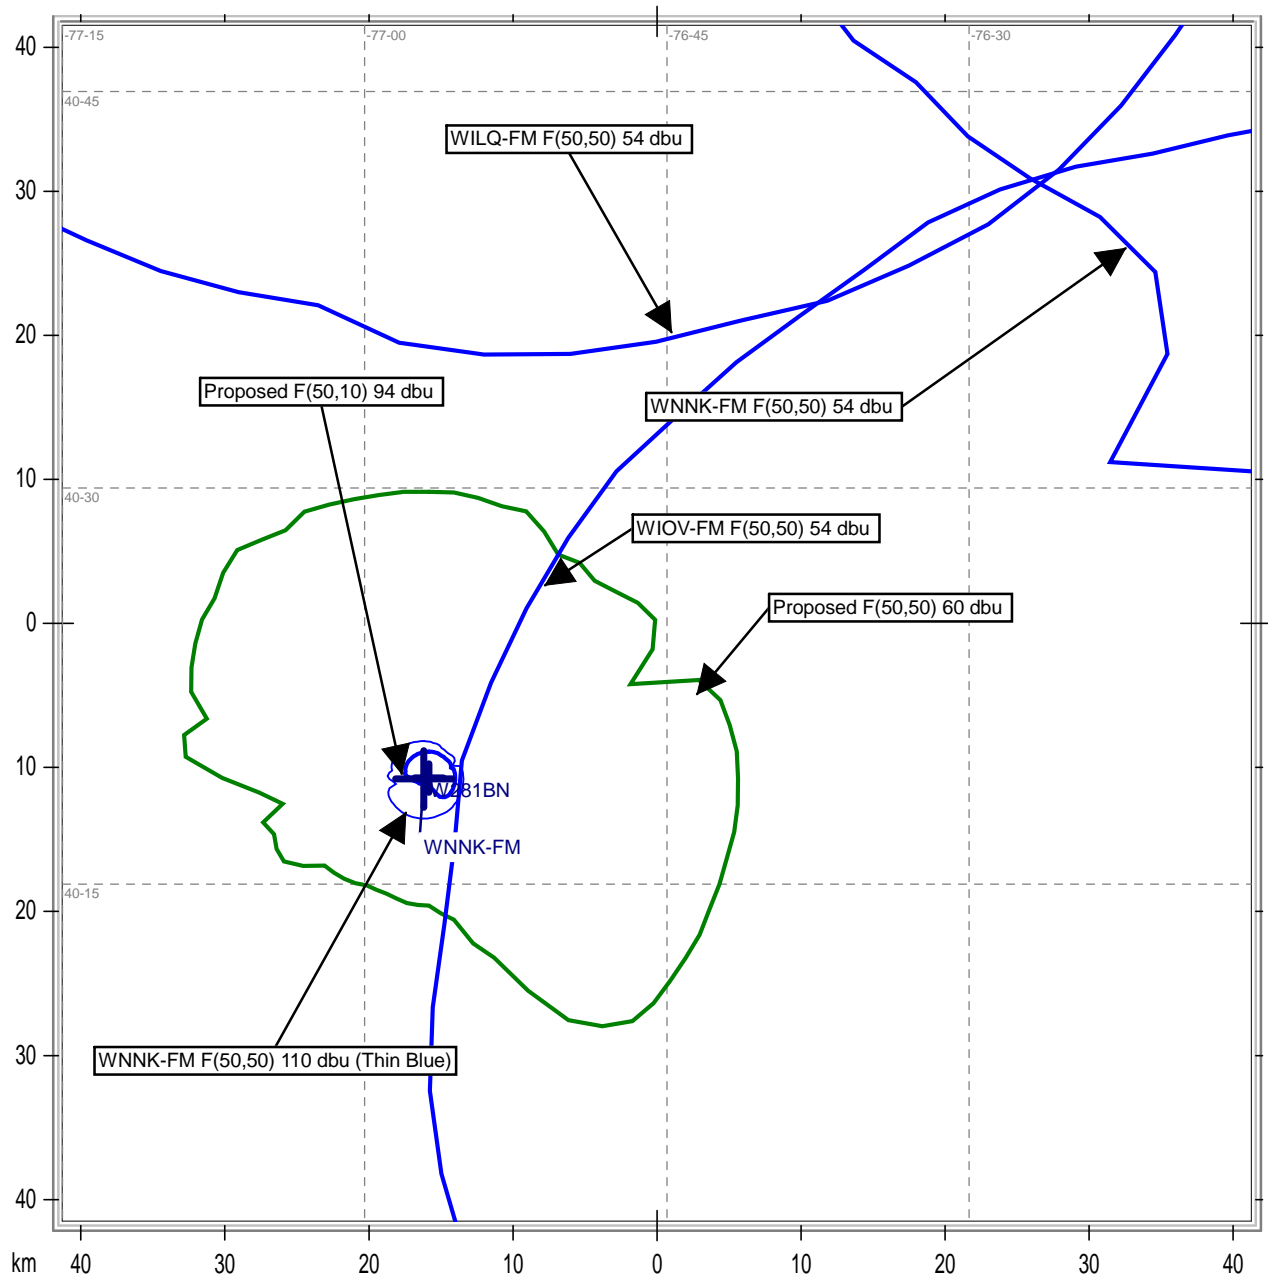 -77-15
-77-00
-76-45
-76-30
40
40-45
WILQ-FM F(50,50) 54 dbu
30
20
Proposed F(50,10) 94 dbu
WNNK-FM F(50,50) 54 dbu
10
40-30
WIOV-FM F(50,50) 54 dbu
Proposed F(50,50) 60 dbu
0
10
W281BN
WNNK-FM
40-15
20
30
WNNK-FM F(50,50) 110 dbu (Thin Blue)
40
km 40 30 20 10 0 10 20 30 40